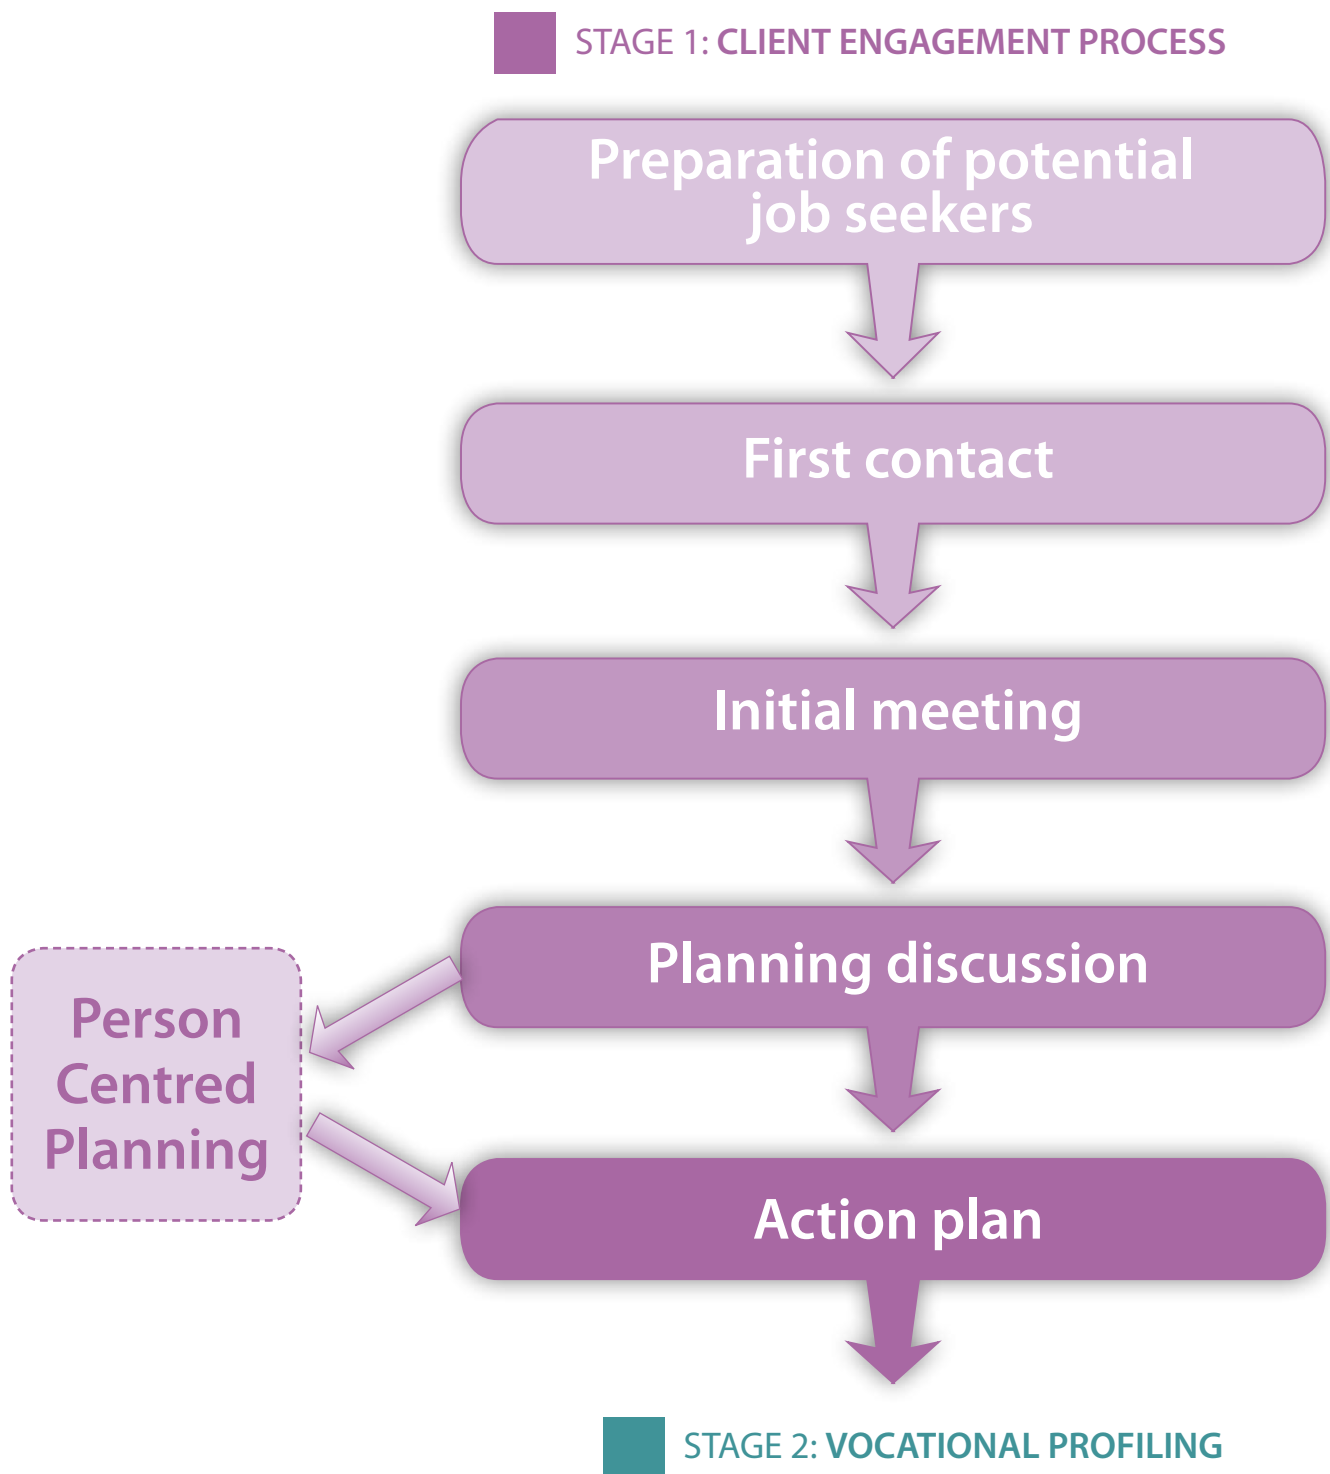 STAGE 1: CLIENT ENGAGEMENT PROCESS
Preparation of potential
job seekers
First contact
Initial meeting
Planning discussion
Person
Centred
Planning
Action plan
STAGE 2: VOCATIONAL PROFILING